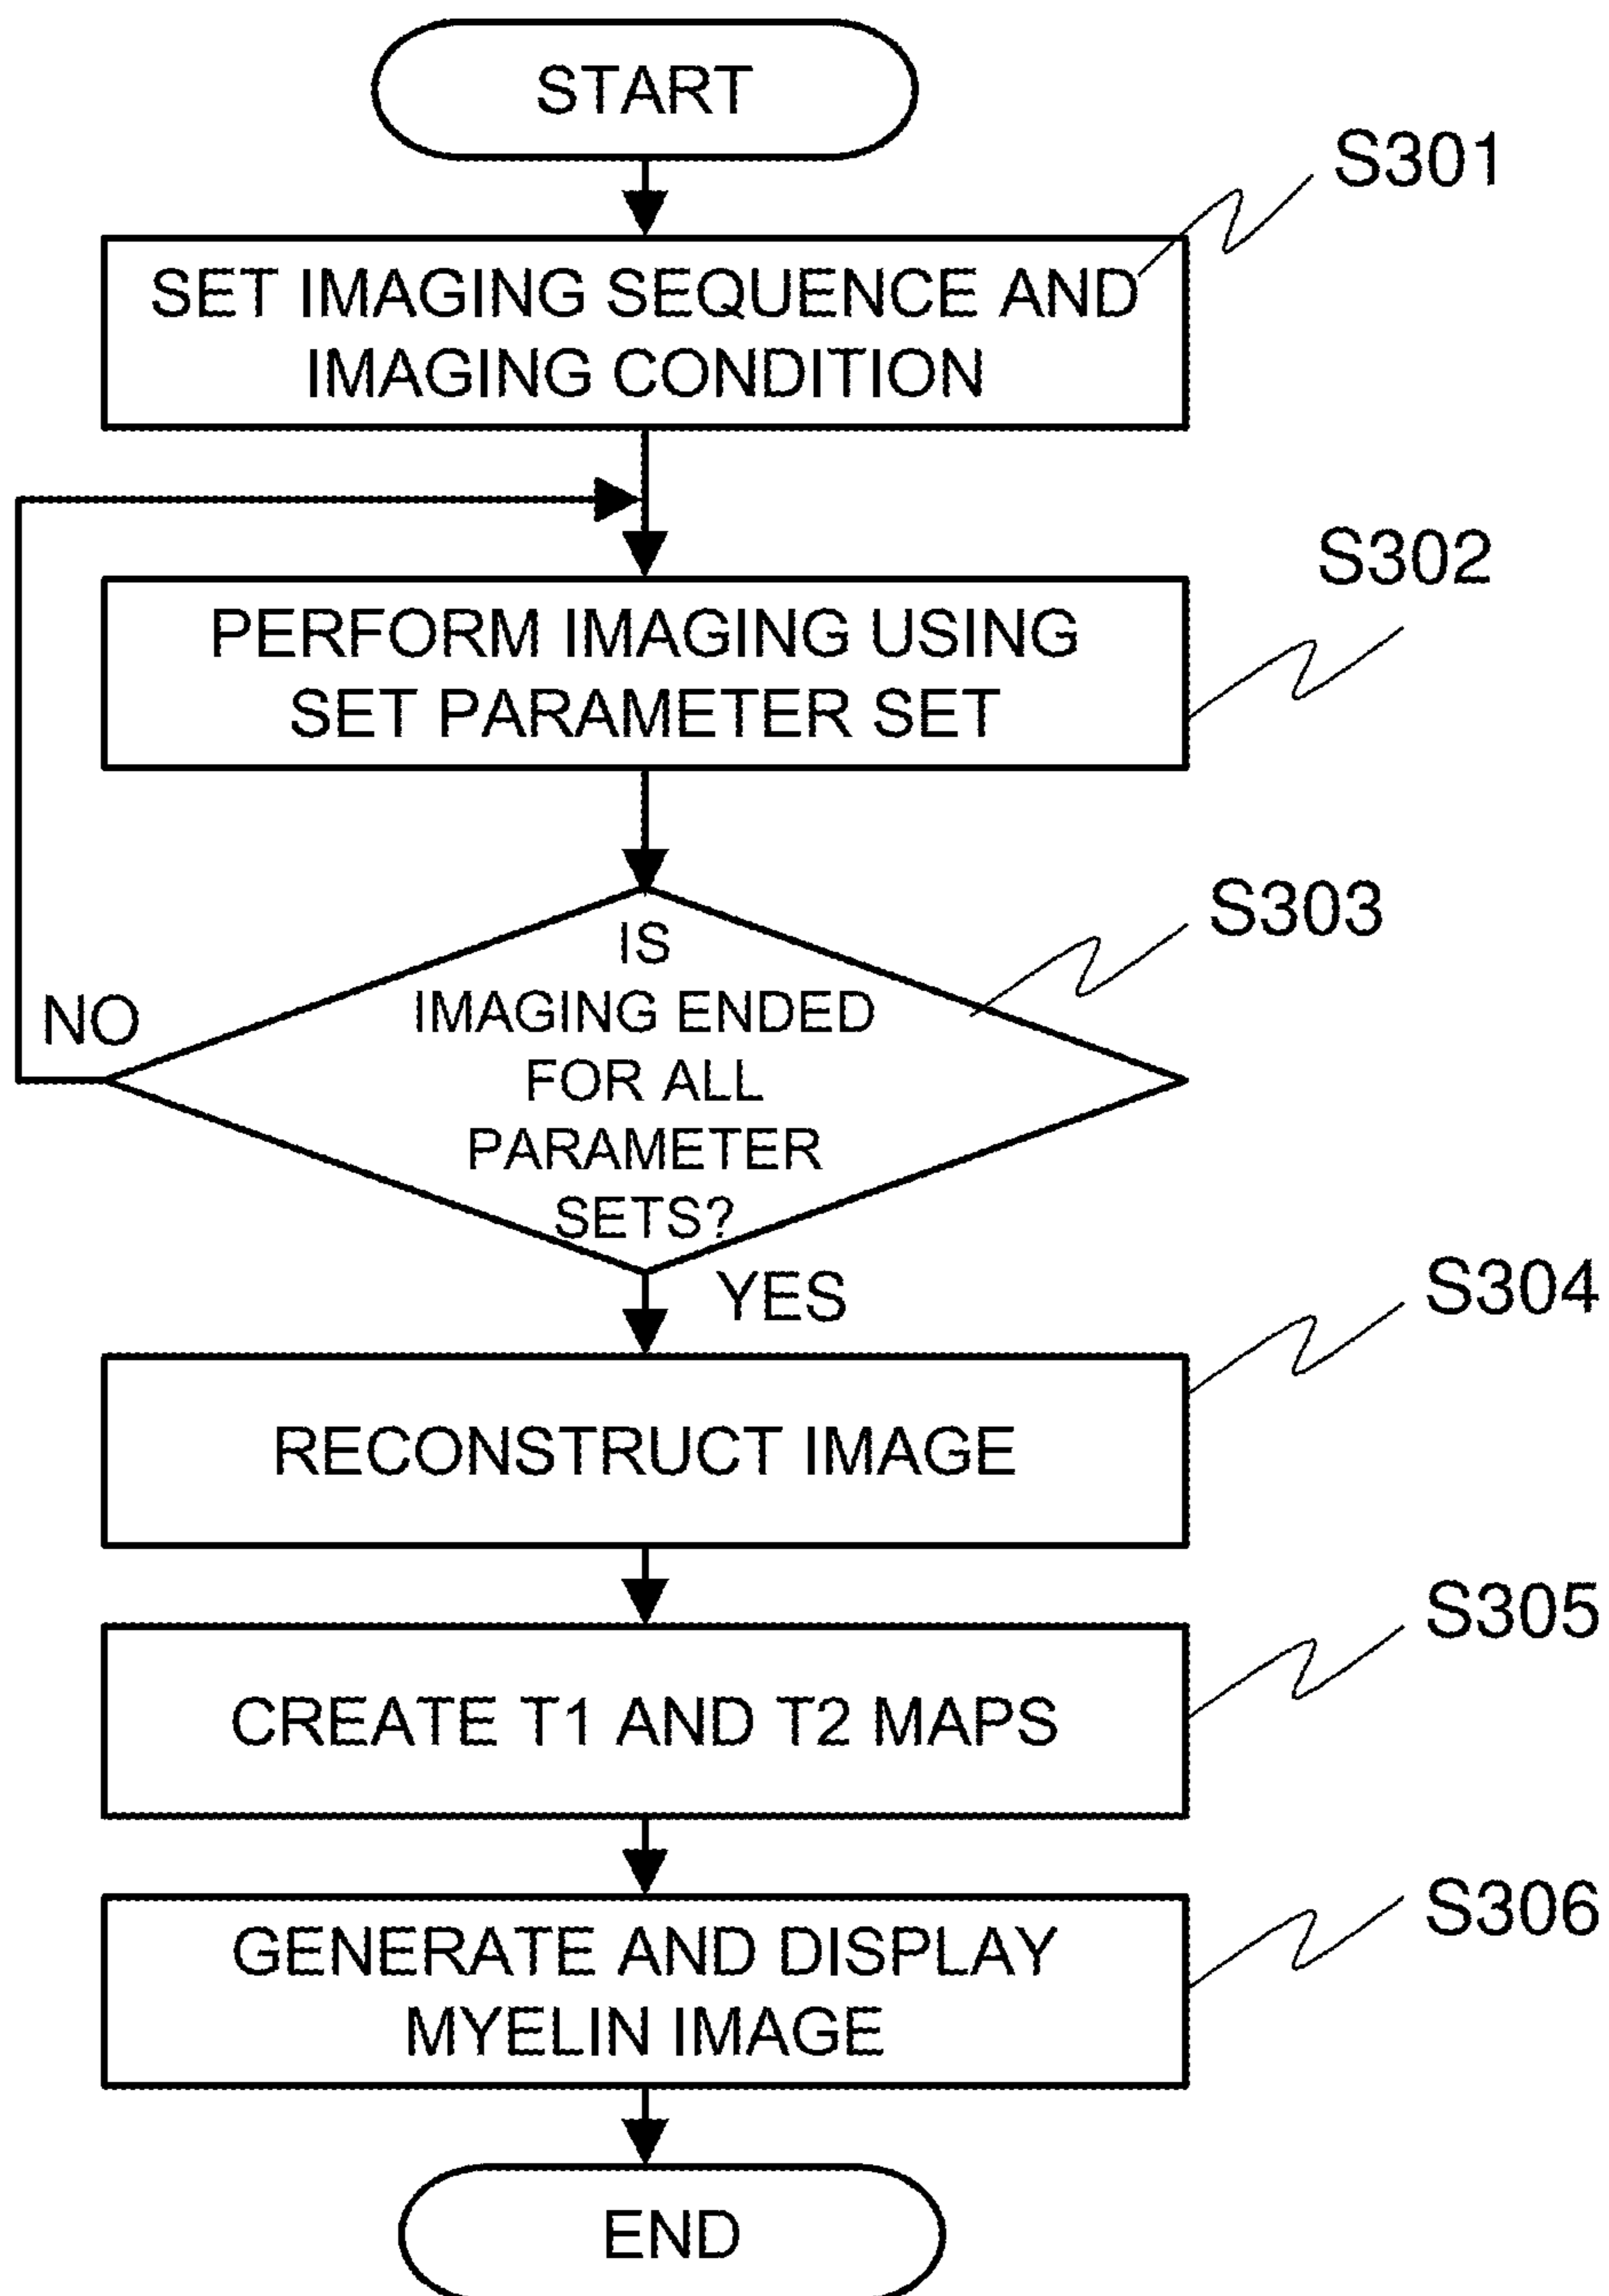 START
S301
SET IMAGING SEQUENCE AND
IMAGING CONDITION
S302
PERFORM IMAGING USING
SET PARAMETER SET
S303
IS
IMAGING ENDED
FOR ALL
PARAMETER
SETS?
NO
YES
S304
RECONSTRUCT IMAGE
S305
CREATE T1 AND T2 MAPS
S306
GENERATE AND DISPLAY
MYELIN IMAGE
END